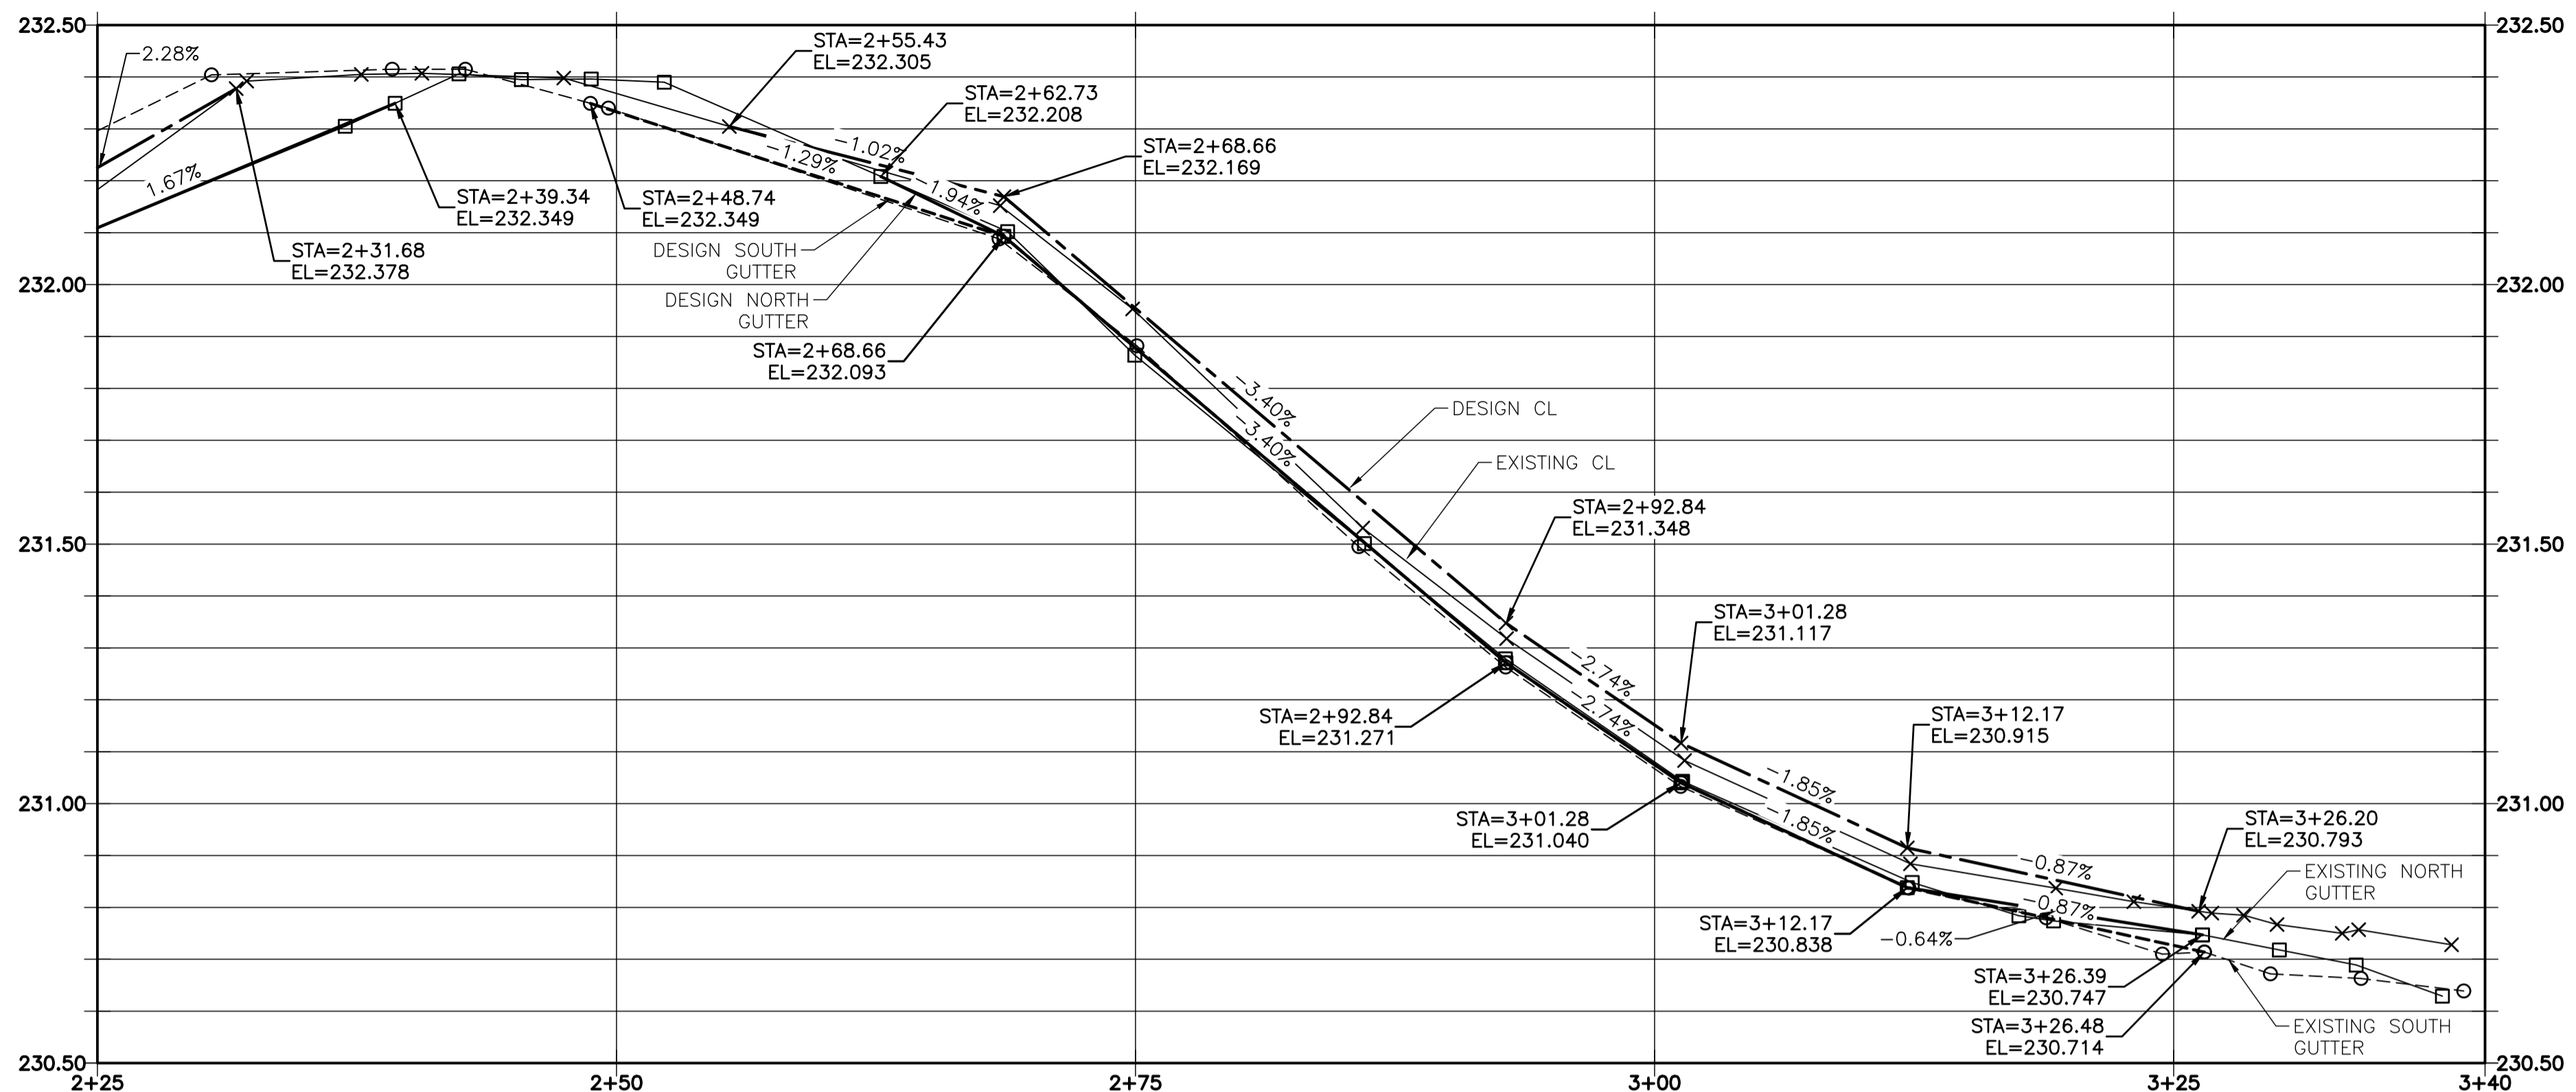 232.50
232.50
2.28%
STA=2+55.43
EL=232.305
STA=2+62.73
EL=232.208
-1.02%
-1.29%
STA=2+68.66
EL=232.169
1.67%
-1.94%
STA=2+39.34
EL=232.349
STA=2+48.74
EL=232.349
STA=2+31.68
EL=232.378
DESIGN SOUTH
GUTTER
DESIGN NORTH
GUTTER
232.00
232.00
STA=2+68.66
EL=232.093
-3.40%
-3.40%
DESIGN CL
EXISTING CL
231.50
231.50
STA=2+92.84
EL=231.348
STA=3+01.28
EL=231.117
-2.74%
-2.74%
STA=2+92.84
EL=231.271
STA=3+12.17
EL=230.915
-1.85%
-1.85%
231.00
231.00
STA=3+01.28
EL=231.040
STA=3+26.20
EL=230.793
-0.87%
-0.87%
EXISTING NORTH
GUTTER
STA=3+12.17
EL=230.838
-0.64%
STA=3+26.39
EL=230.747
STA=3+26.48
EL=230.714
EXISTING SOUTH
GUTTER
230.50
230.50
2+25
2+50
2+75
3+00
3+25
3+40